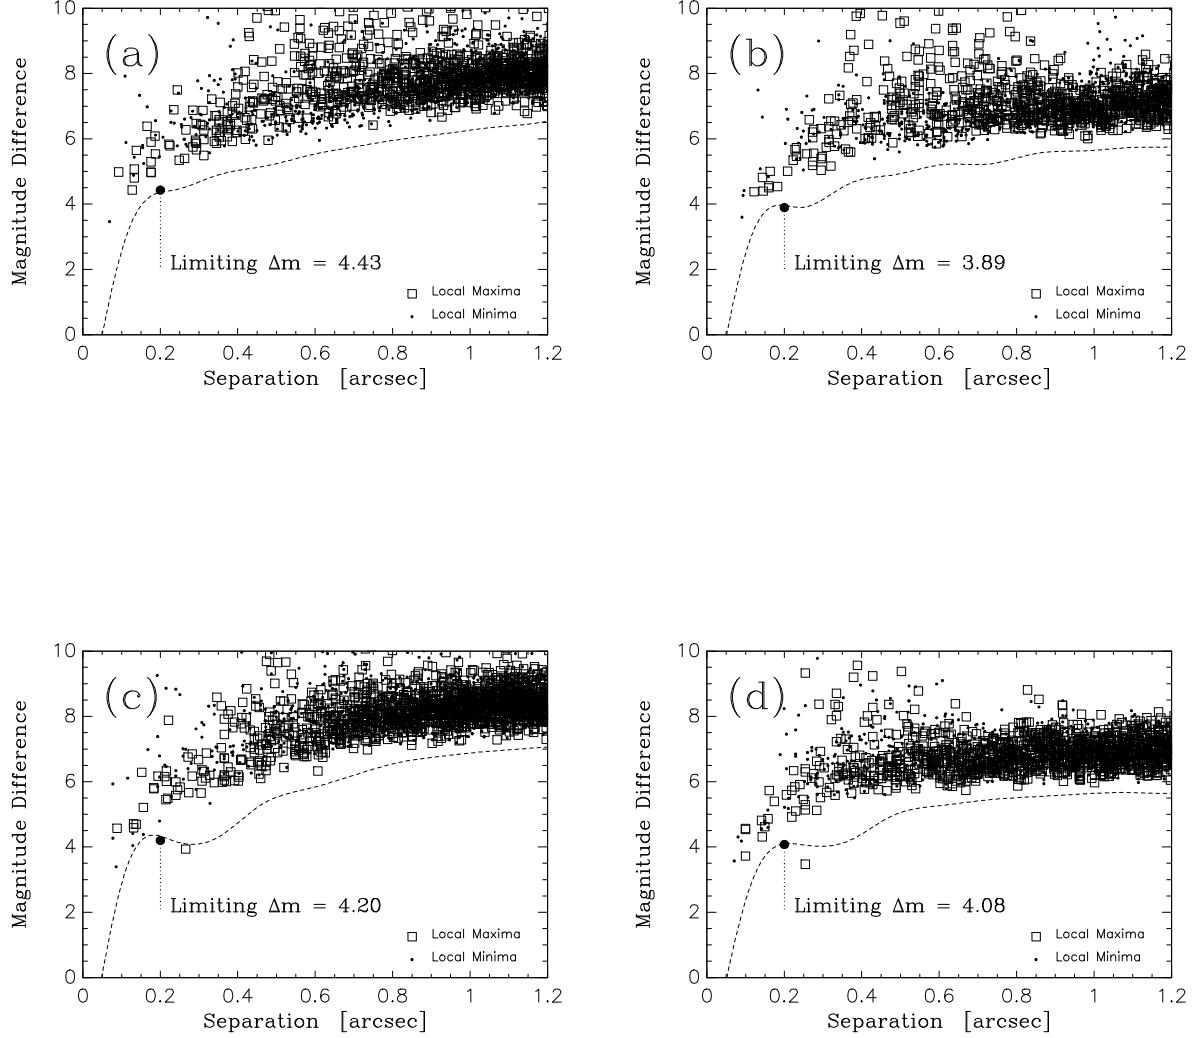 (a)
10
8
6
4
2
0
Magnitude Difference
Limiting Δm = 4.43
Local Maxima
Local Minima
0 0.2 0.4 0.6 0.8 1 1.2
Separation [arcsec]
(b)
10
8
6
4
2
0
Magnitude Difference
Limiting Δm = 3.89
Local Maxima
Local Minima
0 0.2 0.4 0.6 0.8 1 1.2
Separation [arcsec]
(c)
10
8
6
4
2
0
Magnitude Difference
Limiting Δm = 4.20
Local Maxima
Local Minima
0 0.2 0.4 0.6 0.8 1 1.2
Separation [arcsec]
(d)
10
8
6
4
2
0
Magnitude Difference
Limiting Δm = 4.08
Local Maxima
Local Minima
0 0.2 0.4 0.6 0.8 1 1.2
Separation [arcsec]